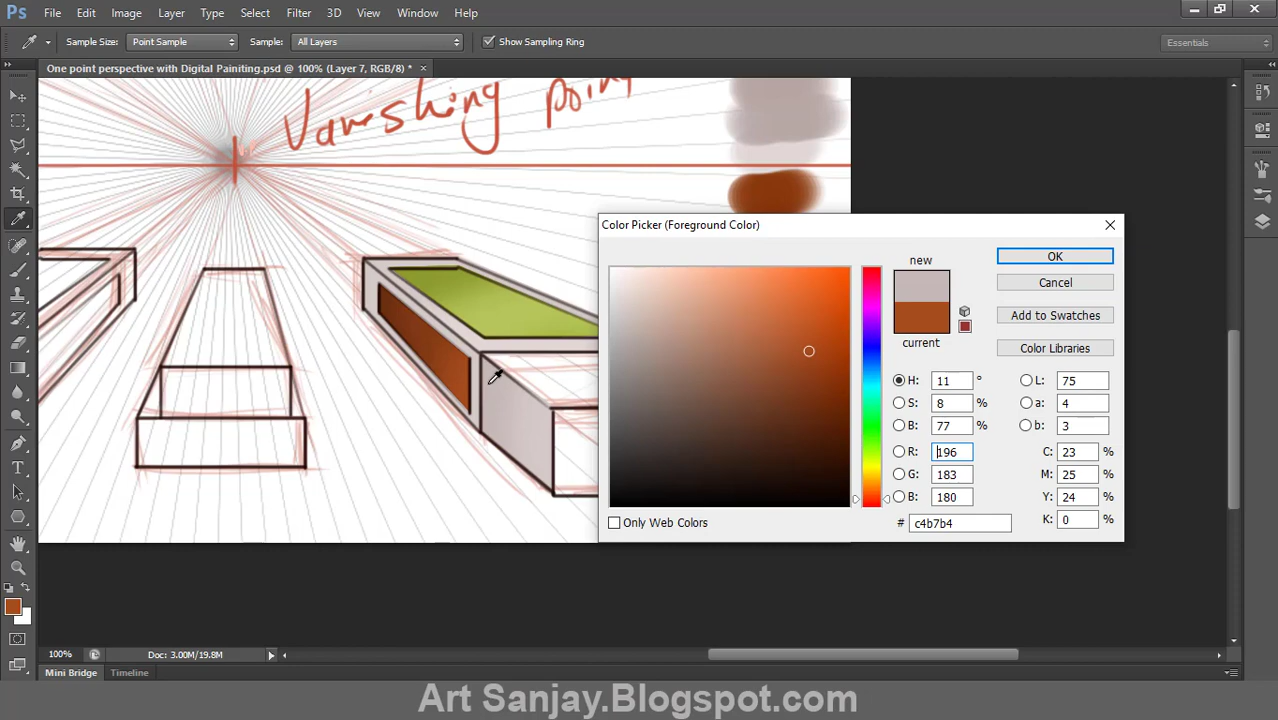 Ps File Edit Image Layer Type Select Filter 3D View Window Help
Sample Size: Point Sample Sample: All Layers Show Sampling Ring Essentials
One point perspective with Digital Painiting.psd @ 100% (Layer 7, RGB/8) * ×
Vanishing point
Color Picker (Foreground Color)
new
OK
Cancel
Add to Swatches
current
Color Libraries
H: 11 ° L: 75
S: 8 % a: 4
B: 77 % b: 3
R: 196 C: 23 %
G: 183 M: 25 %
B: 180 Y: 24 %
# c4b7b4 K: 0 %
Only Web Colors
T
100% Doc: 3.00M/19.8M
Mini Bridge Timeline
Art Sanjay.Blogspot.com